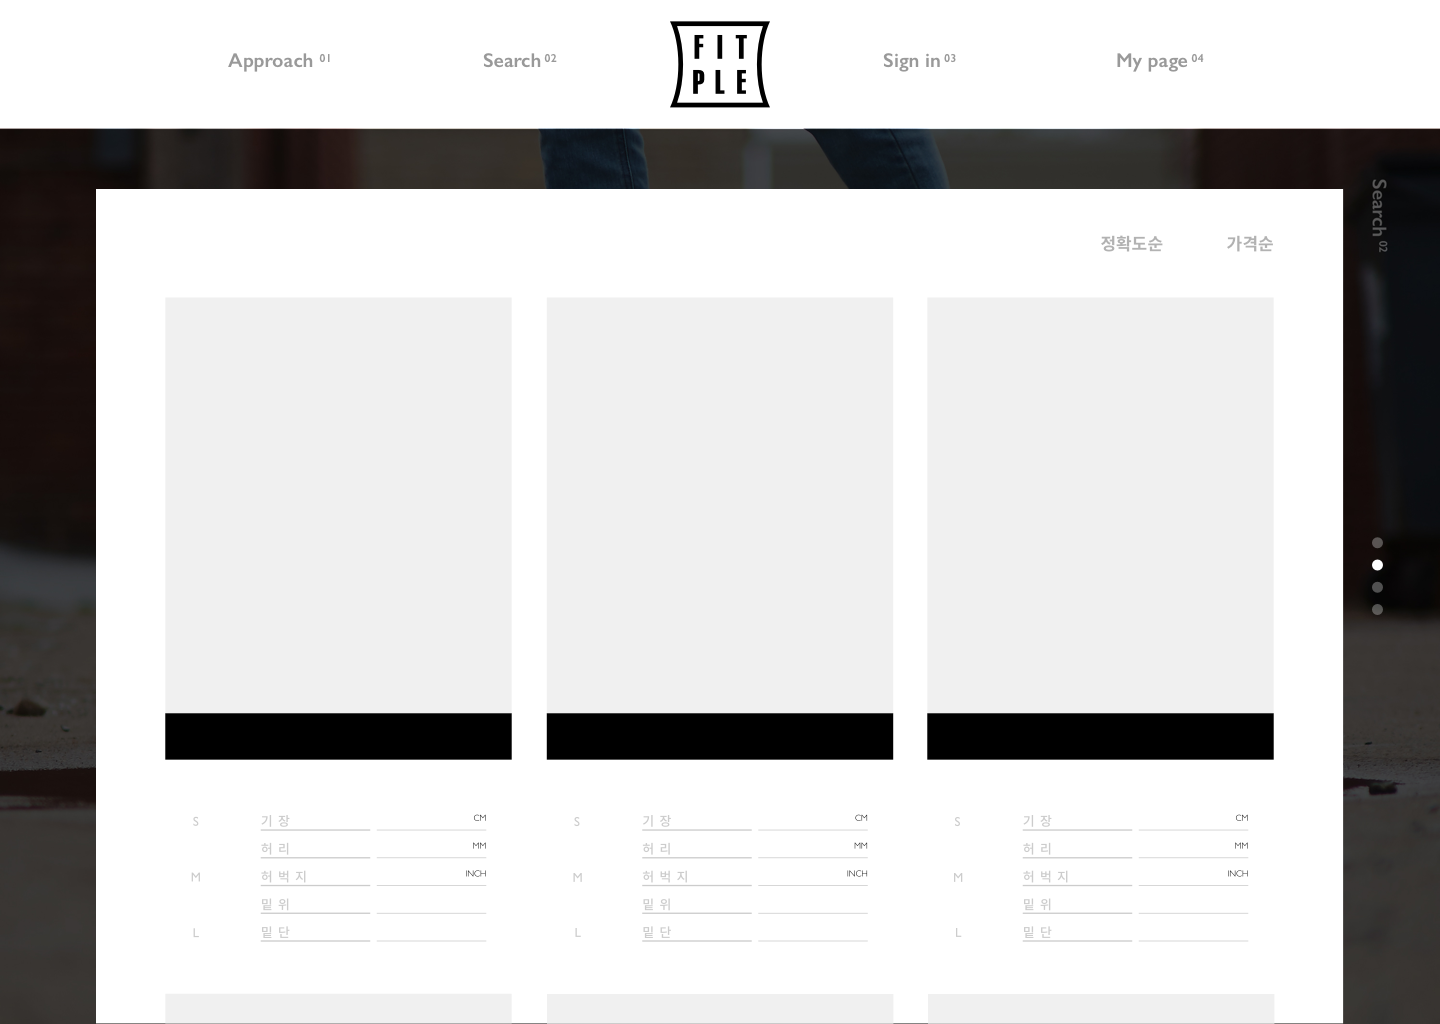 Approach 01
Search 02
FIT
PLE
Sign in 03
My page 04
Search 02
정확도순 가격순
S 기장 CM
허리 MM
M 허벅지 INCH
밑위
L 밑단
S 기장 CM
허리 MM
M 허벅지 INCH
밑위
L 밑단
S 기장 CM
허리 MM
M 허벅지 INCH
밑위
L 밑단